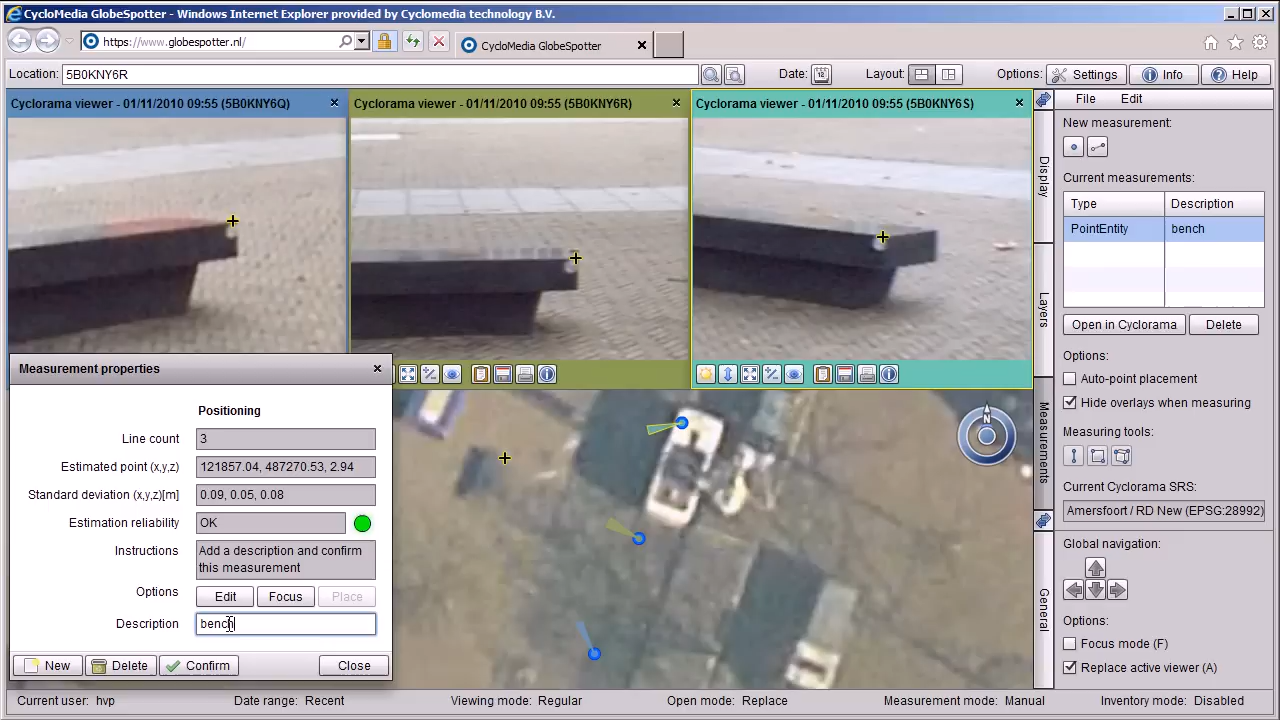 CycloMedia GlobeSpotter - Windows Internet Explorer provided by Cyclomedia technology B.V.
https://www.globespotter.nl/
CycloMedia GlobeSpotter
Location: 5B0KNY6R
Date: 12
Layout:
Options: Settings Info Help
Cyclorama viewer - 01/11/2010 09:55 (5B0KNY6Q)
Cyclorama viewer - 01/11/2010 09:55 (5B0KNY6R)
Cyclorama viewer - 01/11/2010 09:55 (5B0KNY6S)
Display
Layers
Measurements
General
File Edit
New measurement:
Current measurements:
Type Description
PointEntity bench
Open in Cyclorama Delete
Options:
Auto-point placement
Hide overlays when measuring
Measuring tools:
Current Cyclorama SRS:
Amersfoort / RD New (EPSG:28992)
Global navigation:
Options:
Focus mode (F)
Replace active viewer (A)
N
Measurement properties
Positioning
Line count 3
Estimated point (x,y,z) 121857.04, 487270.53, 2.94
Standard deviation (x,y,z)[m] 0.09, 0.05, 0.08
Estimation reliability OK
Instructions Add a description and confirm
this measurement
Options Edit Focus Place
Description bench
New Delete Confirm Close
Current user: hvp Date range: Recent Viewing mode: Regular Open mode: Replace Measurement mode: Manual Inventory mode: Disabled